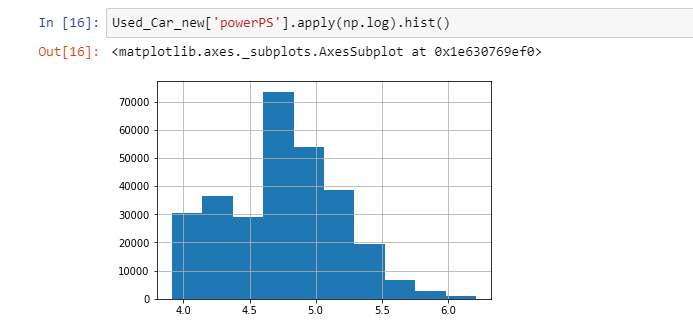 In [16]: Used_Car_new['powerPS'].apply(np.log).hist()
Out[16]: <matplotlib.axes._subplots.AxesSubplot at 0x1e630769ef0>
70000
60000
50000
40000
30000
20000
10000
0
4.0 4.5 5.0 5.5 6.0